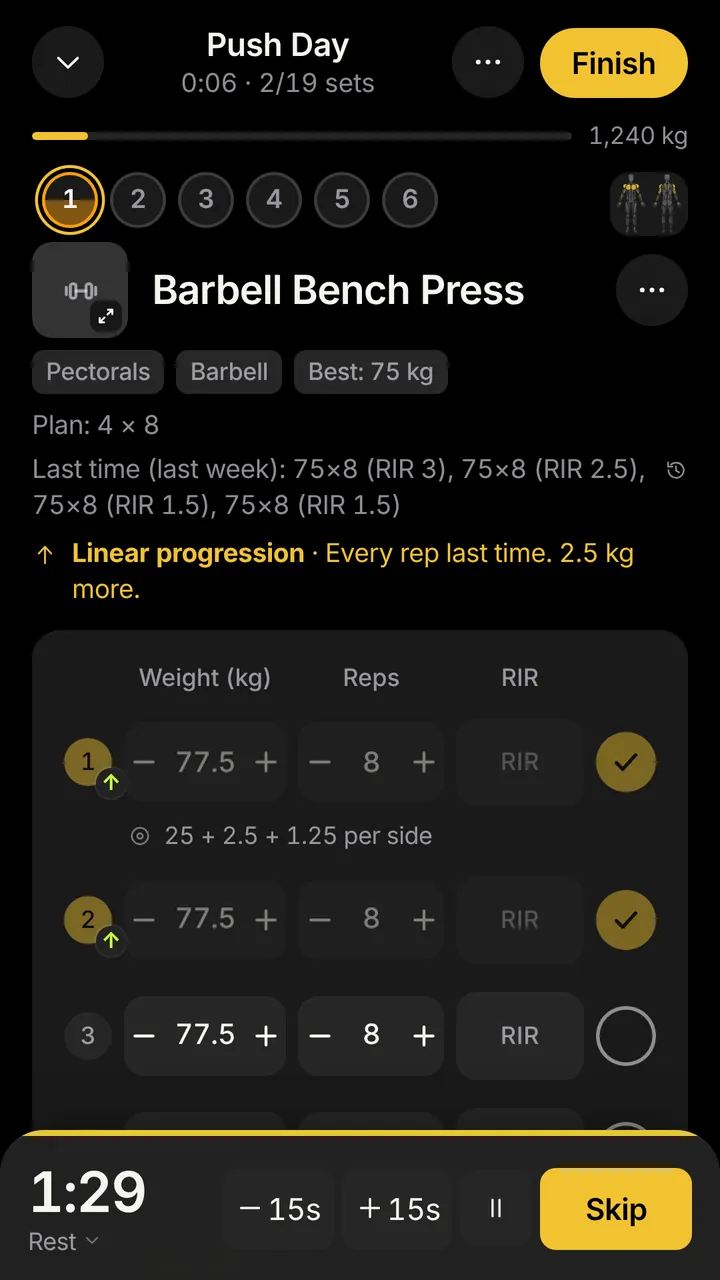 Push Day
0:06 · 2/19 sets
Finish
1,240 kg
1 2 3 4 5 6
Barbell Bench Press
Pectorals Barbell Best: 75 kg
Plan: 4 × 8
Last time (last week): 75×8 (RIR 3), 75×8 (RIR 2.5),
75×8 (RIR 1.5), 75×8 (RIR 1.5)
↑ Linear progression · Every rep last time. 2.5 kg
more.
Weight (kg) Reps RIR
1 − 77.5 + − 8 + RIR
25 + 2.5 + 1.25 per side
2 − 77.5 + − 8 + RIR
3 − 77.5 + − 8 + RIR
1:29
Rest
−15s +15s Skip